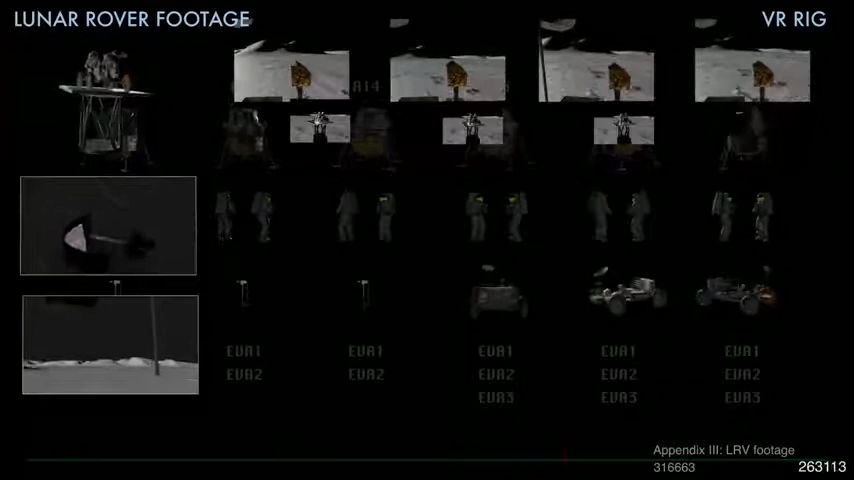 LUNAR ROVER FOOTAGE
VR RIG
A14
EVA1 EVA1 EVA1 EVA1 EVA1
EVA2 EVA2 EVA2 EVA2 EVA2
EVA3 EVA3 EVA3
Appendix III: LRV footage
316663
263113